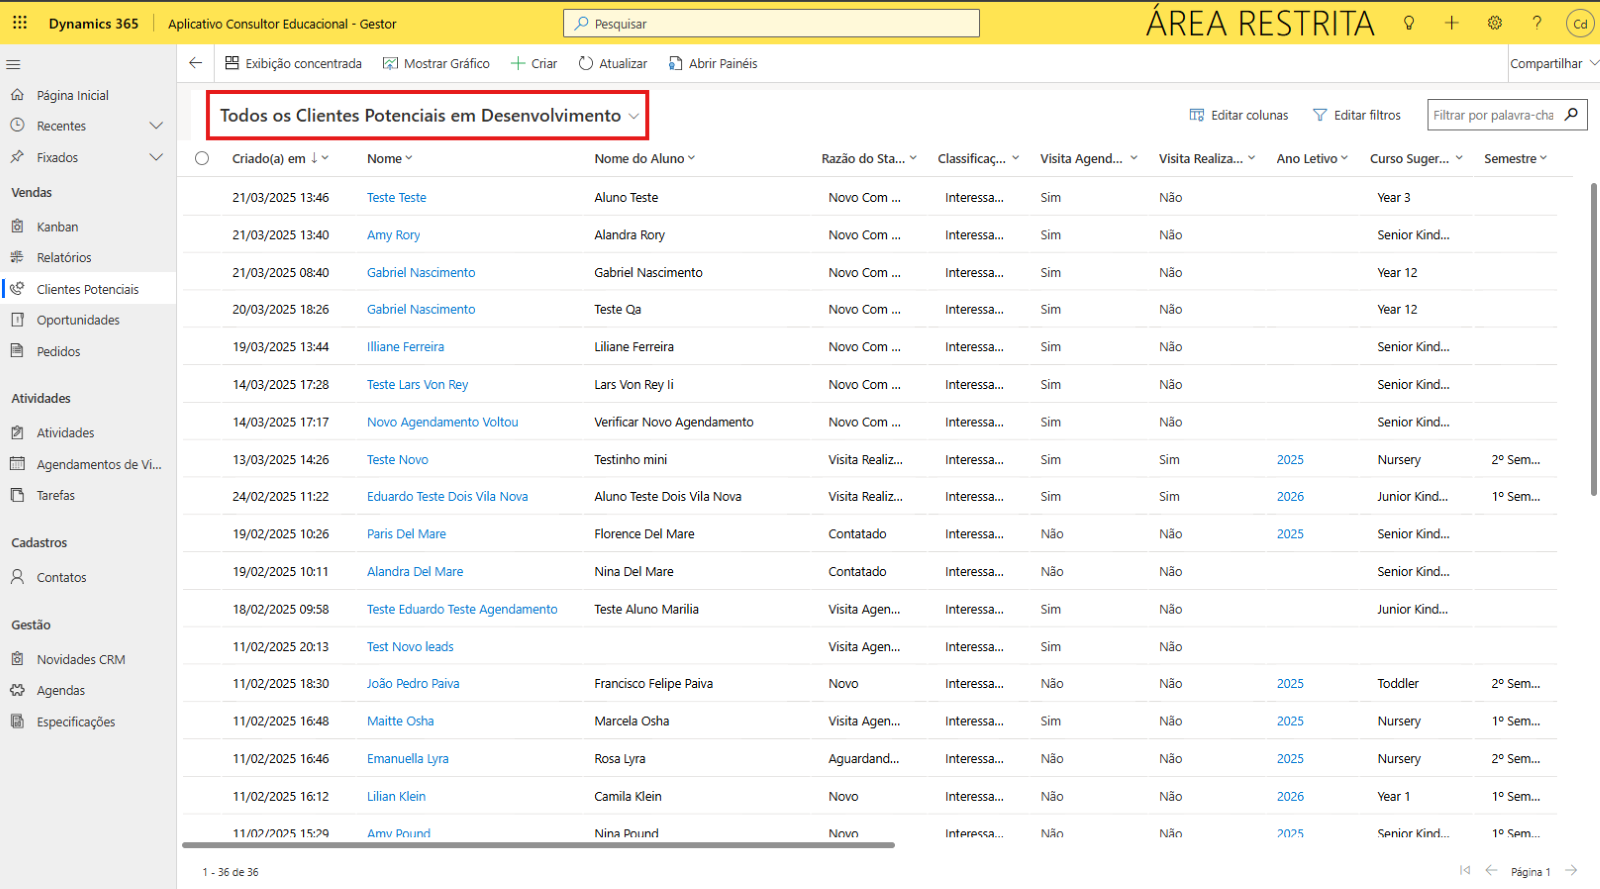 Dynamics 365 Aplicativo Consultor Educacional - Gestor Pesquisar ÁREA RESTRITA ? Cd
Exibição concentrada Mostrar Gráfico Criar Atualizar Abrir Painéis Compartilhar
Página Inicial
Recentes
Fixados
Vendas
Kanban
Relatórios
Clientes Potenciais
Oportunidades
Pedidos
Atividades
Atividades
Agendamentos de Vi...
Tarefas
Cadastros
Contatos
Gestão
Novidades CRM
Agendas
Especificações
Todos os Clientes Potenciais em Desenvolvimento Editar colunas Editar filtros Filtrar por palavra-cha
Criado(a) em Nome Nome do Aluno Razão do Sta... Classificaç... Visita Agend... Visita Realiza... Ano Letivo Curso Suger... Semestre
21/03/2025 13:46 Teste Teste Aluno Teste Novo Com ... Interessa... Sim Não Year 3
21/03/2025 13:40 Amy Rory Alandra Rory Novo Com ... Interessa... Sim Não Senior Kind...
21/03/2025 08:40 Gabriel Nascimento Gabriel Nascimento Novo Com ... Interessa... Sim Não Year 12
20/03/2025 18:26 Gabriel Nascimento Teste Qa Novo Com ... Interessa... Sim Não Year 12
19/03/2025 13:44 Illiane Ferreira Liliane Ferreira Novo Com ... Interessa... Sim Não Senior Kind...
14/03/2025 17:28 Teste Lars Von Rey Lars Von Rey Ii Novo Com ... Interessa... Sim Não Senior Kind...
14/03/2025 17:17 Novo Agendamento Voltou Verificar Novo Agendamento Novo Com ... Interessa... Sim Não Senior Kind...
13/03/2025 14:26 Teste Novo Testinho mini Visita Realiz... Interessa... Sim Sim 2025 Nursery 2º Sem...
24/02/2025 11:22 Eduardo Teste Dois Vila Nova Aluno Teste Dois Vila Nova Visita Realiz... Interessa... Sim Sim 2026 Junior Kind... 1º Sem...
19/02/2025 10:26 Paris Del Mare Florence Del Mare Contatado Interessa... Não Não 2025 Senior Kind...
19/02/2025 10:11 Alandra Del Mare Nina Del Mare Contatado Interessa... Não Não Senior Kind...
18/02/2025 09:58 Teste Eduardo Teste Agendamento Teste Aluno Marilia Visita Agen... Interessa... Sim Não Junior Kind...
11/02/2025 20:13 Test Novo leads Visita Agen... Interessa... Sim Não
11/02/2025 18:30 João Pedro Paiva Francisco Felipe Paiva Novo Interessa... Não Não 2025 Toddler 2º Sem...
11/02/2025 16:48 Maitte Osha Marcela Osha Visita Agen... Interessa... Sim Não 2025 Nursery 1º Sem...
11/02/2025 16:46 Emanuella Lyra Rosa Lyra Aguardand... Interessa... Não Não 2025 Nursery 2º Sem...
11/02/2025 16:12 Lilian Klein Camila Klein Novo Interessa... Não Não 2026 Year 1 1º Sem...
11/02/2025 15:29 Amy Pound Nina Pound Novo Interessa... Não Não 2025 Senior Kind... 1º Sem...
1 - 36 de 36 Página 1